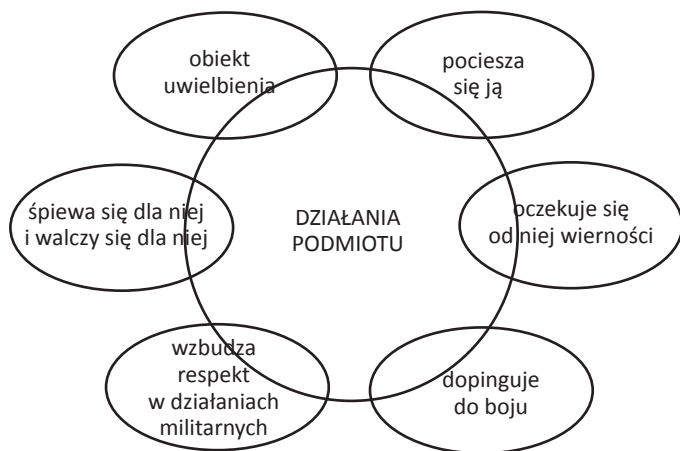 obiekt
uwielbienia
pociesza
się ją
śpiewa się dla niej
i walczy się dla niej
DZIAŁANIA
PODMIOTU
oczekuje się
od niej wierności
wzbudza
respekt
w działaniach
militarnych
dopinguje
do boju